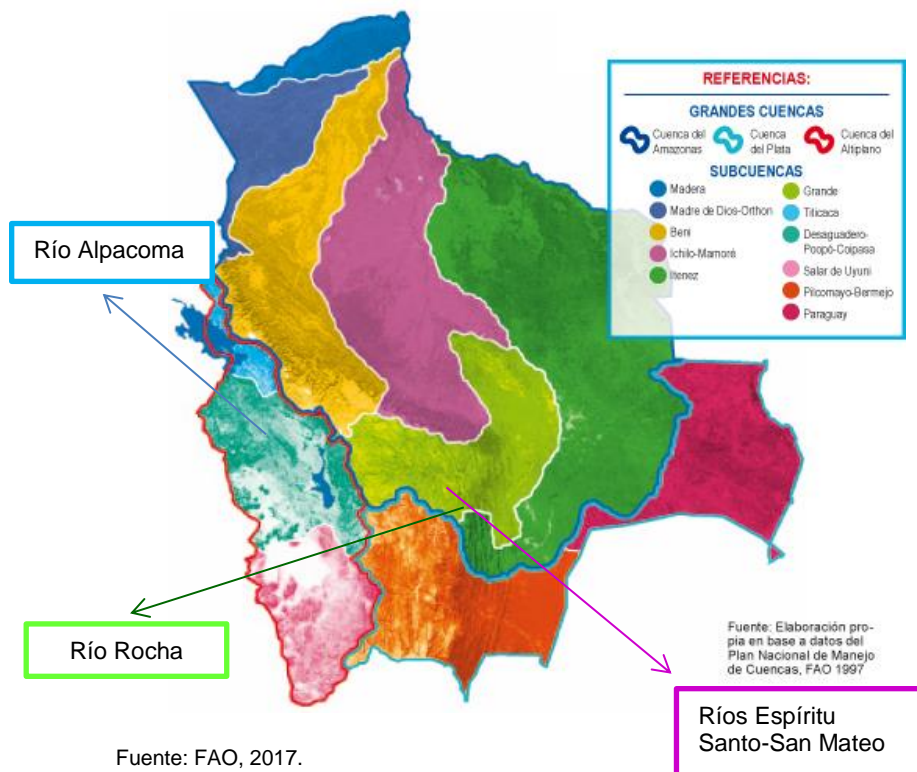 REFERENCIAS:
GRANDES CUENCAS
Cuenca del
Amazonas
Cuenca
del Plata
Cuenca del
Altiplano
SUBCUENCAS
Madera
Madre de Dios-Orthon
Beni
Ichilo-Mamoré
Itenez
Grande
Titicaca
Desaguadero-
Poopó-Coipasa
Salar de Uyuni
Pilcomayo-Bermejo
Paraguay
Río Alpacoma
Río Rocha
Fuente: Elaboración pro-
pia en base a datos del
Plan Nacional de Manejo
de Cuencas, FAO 1997
Ríos Espíritu
Santo-San Mateo
Fuente: FAO, 2017.